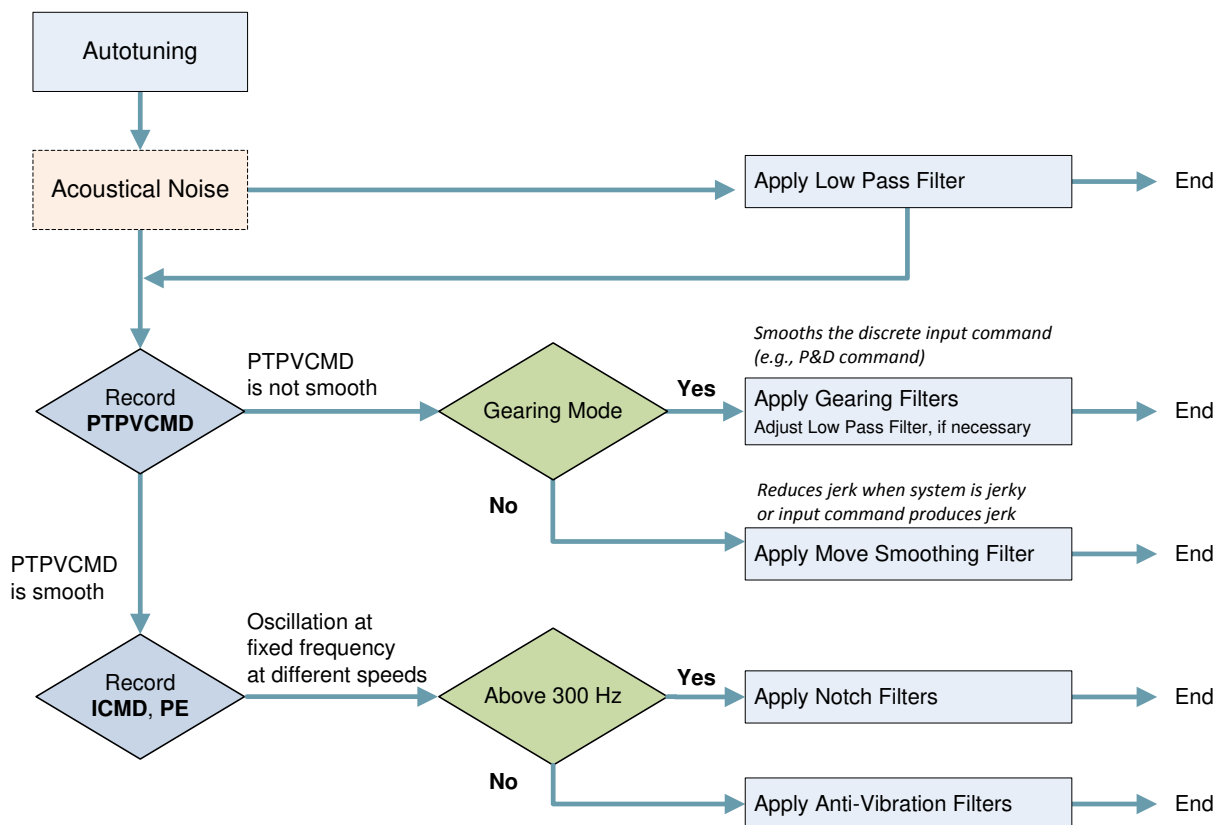 Autotuning
Acoustical Noise
Apply Low Pass Filter
End
Smooths the discrete input command
(e.g., P&D command)
PTPVCMD
is not smooth
Record
PTPVCMD
Gearing Mode
Yes
Apply Gearing Filters
Adjust Low Pass Filter, if necessary
End
No
Reduces jerk when system is jerky
or input command produces jerk
Apply Move Smoothing Filter
End
PTPVCMD
is smooth
Oscillation at
fixed frequency
at different speeds
Record
ICMD, PE
Above 300 Hz
Yes
Apply Notch Filters
End
No
Apply Anti-Vibration Filters
End